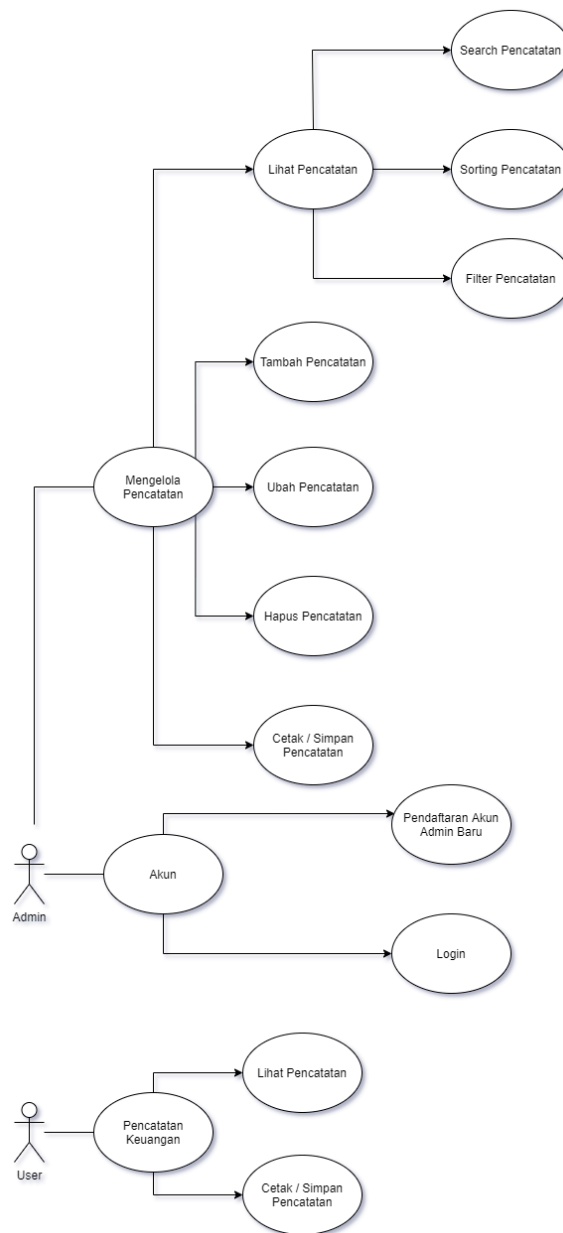 Search Pencatatan
Lihat Pencatatan
Sorting Pencatatan
Filter Pencatatan
Tambah Pencatatan
Mengelola
Pencatatan
Ubah Pencatatan
Hapus Pencatatan
Cetak / Simpan
Pencatatan
Pendaftaran Akun
Admin Baru
Akun
Admin
Login
Lihat Pencatatan
Pencatatan
Keuangan
User
Cetak / Simpan
Pencatatan